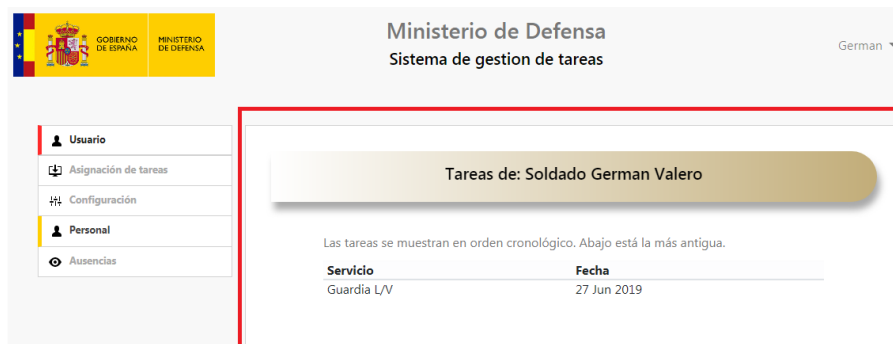 GOBIERNO DE ESPAÑA
MINISTERIO DE DEFENSA
Ministerio de Defensa
Sistema de gestion de tareas
German
Usuario
Asignación de tareas
Configuración
Personal
Ausencias
Tareas de: Soldado German Valero
Las tareas se muestran en orden cronológico. Abajo está la más antigua.
Servicio Fecha
Guardia L/V 27 Jun 2019